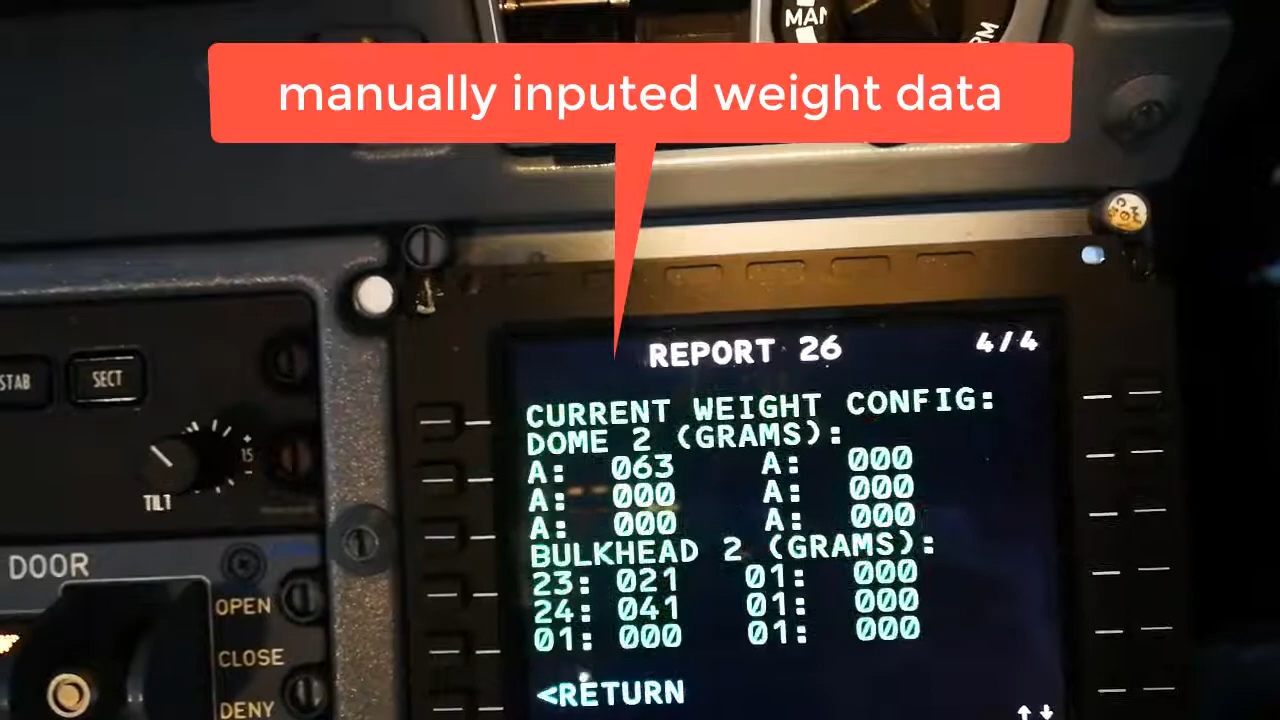 MAN
manually inputed weight data
REPORT 26 4/4
CURRENT WEIGHT CONFIG:
DOME 2 (GRAMS):
A: 063 A: 000
A: 000 A: 000
A: 000 A: 000
BULKHEAD 2 (GRAMS):
23: 021 01: 000
24: 041 01: 000
01: 000 01: 000
<RETURN
STAB
SECT
15
TILT
DOOR
OPEN
CLOSE
DENY